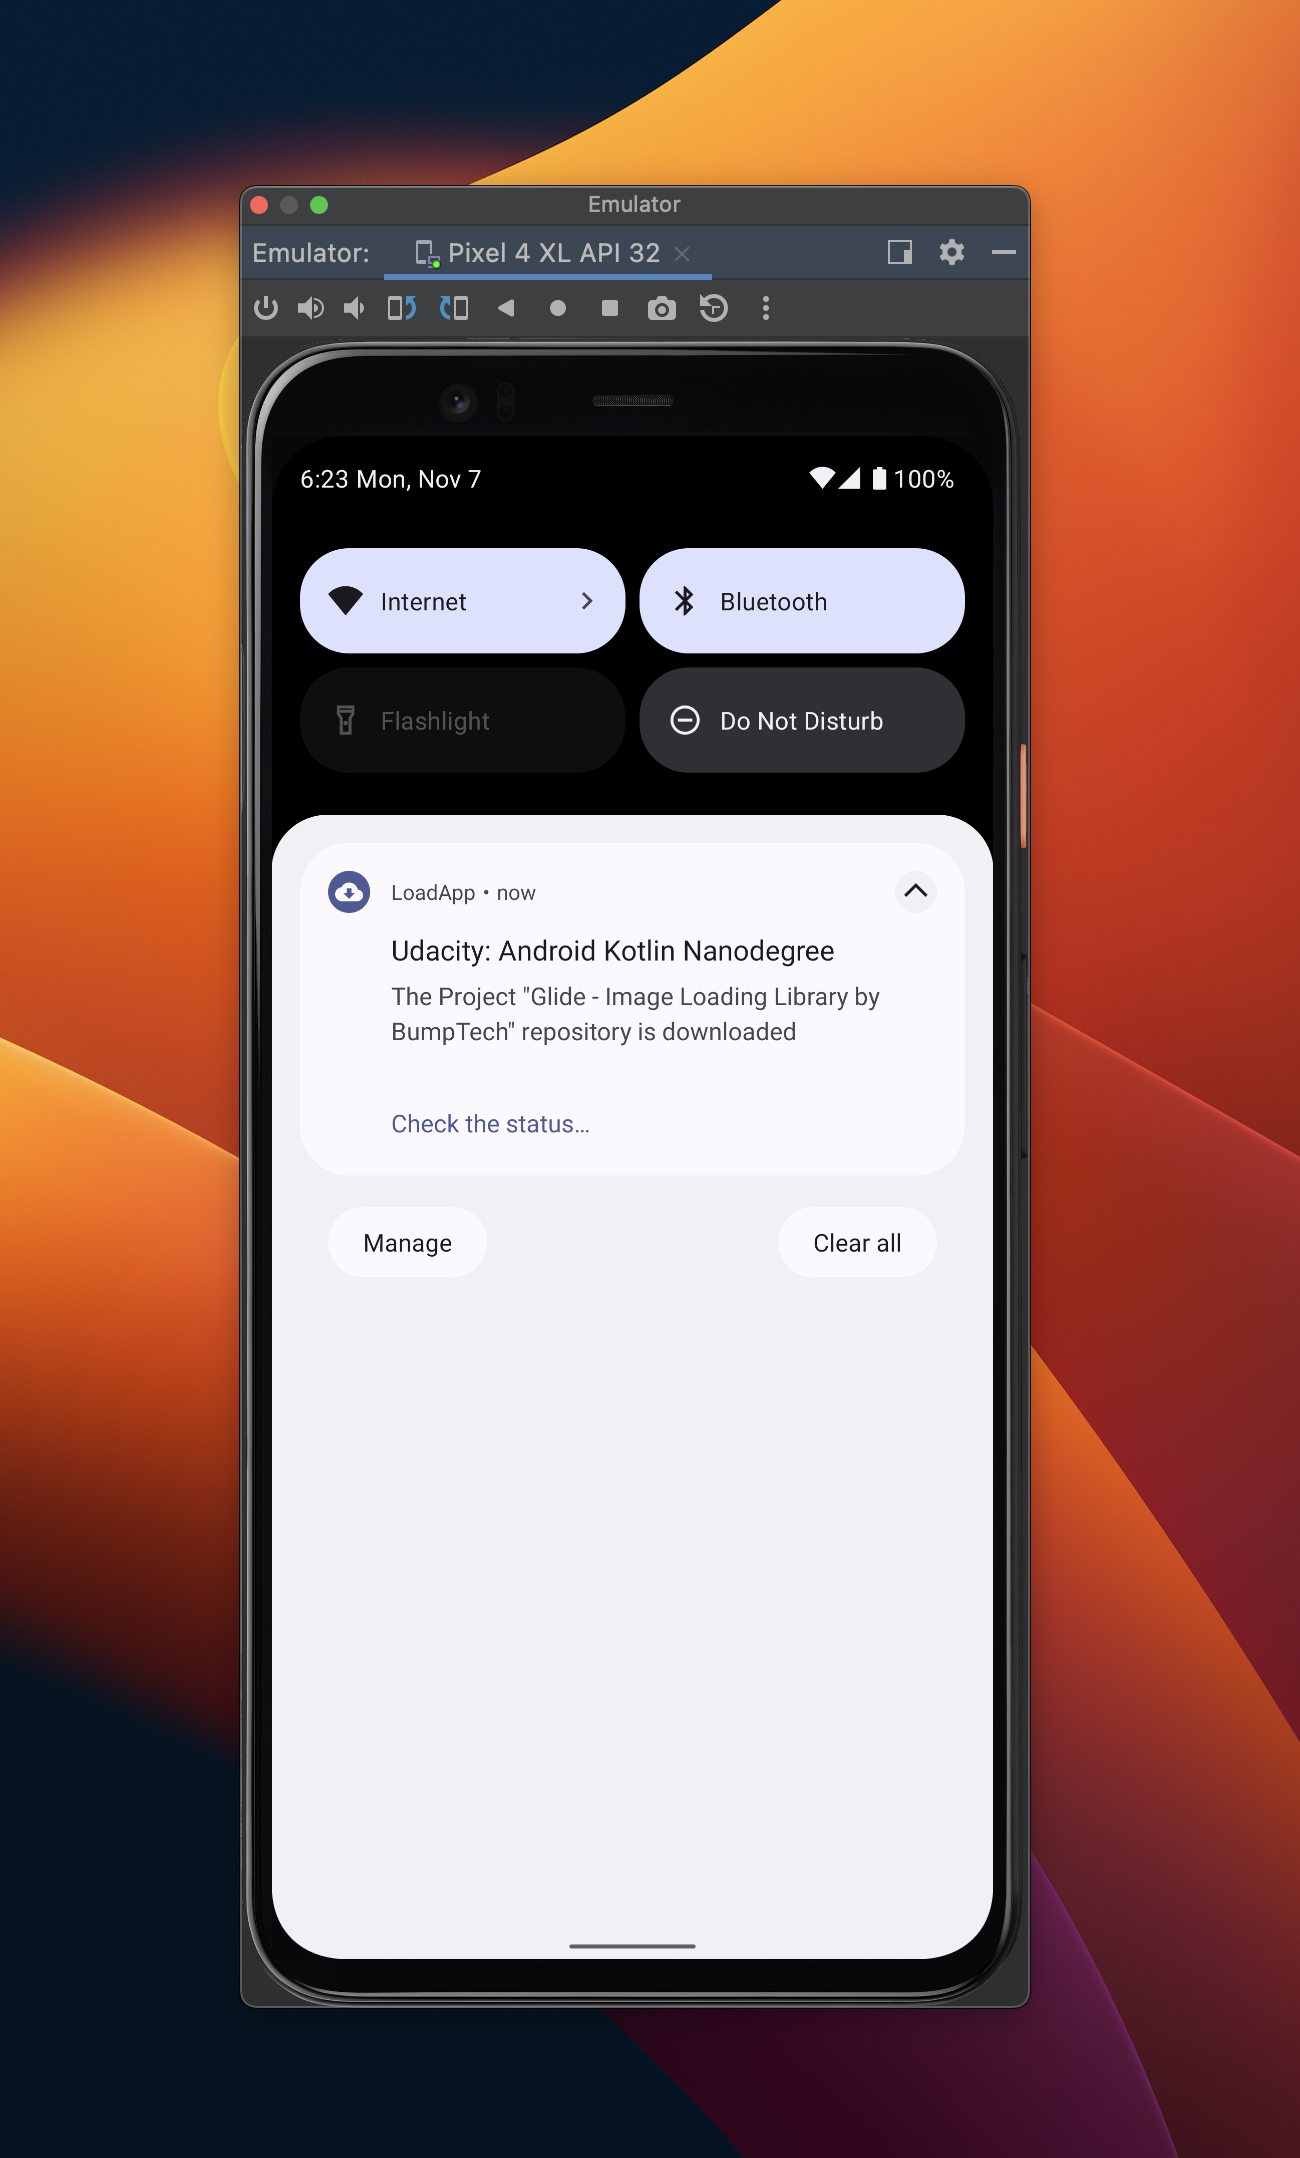 Emulator
Emulator: Pixel 4 XL API 32
6:23 Mon, Nov 7 100%
Internet Bluetooth
Flashlight Do Not Disturb
LoadApp • now
Udacity: Android Kotlin Nanodegree
The Project "Glide - Image Loading Library by
BumpTech" repository is downloaded
Check the status...
Manage Clear all